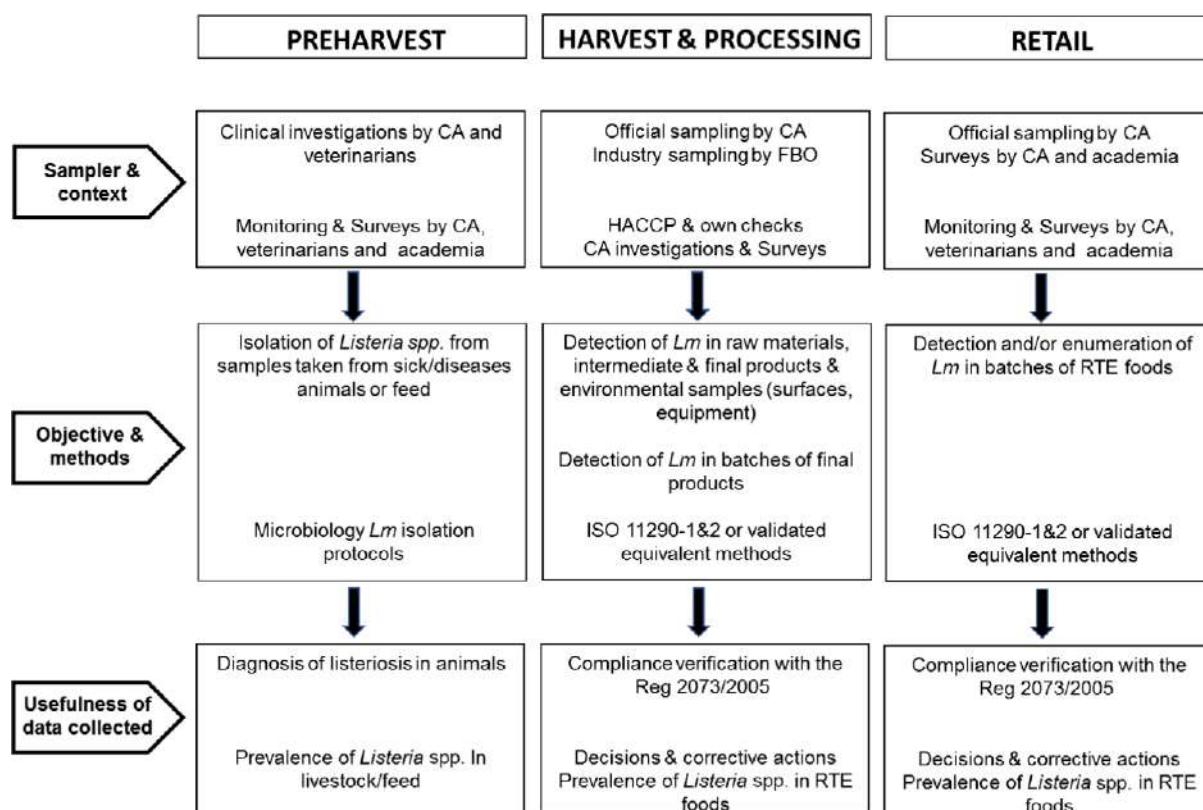 PREHARVEST
HARVEST & PROCESSING
RETAIL
Sampler &
context
Clinical investigations by CA and
veterinarians
Monitoring & Surveys by CA,
veterinarians and academia
Official sampling by CA
Industry sampling by FBO
HACCP & own checks
CA investigations & Surveys
Official sampling by CA
Surveys by CA and academia
Monitoring & Surveys by CA,
veterinarians and academia
Objective &
methods
Isolation of Listeria spp. from
samples taken from sick/diseases
animals or feed
Microbiology Lm isolation
protocols
Detection of Lm in raw materials,
intermediate & final products &
environmental samples (surfaces,
equipment)
Detection of Lm in batches of final
products
ISO 11290-1&2 or validated
equivalent methods
Detection and/or enumeration of
Lm in batches of RTE foods
ISO 11290-1&2 or validated
equivalent methods
Usefulness of
data collected
Diagnosis of listeriosis in animals
Prevalence of Listeria spp. In
livestock/feed
Compliance verification with the
Reg 2073/2005
Decisions & corrective actions
Prevalence of Listeria spp. in RTE
foods
Compliance verification with the
Reg 2073/2005
Decisions & corrective actions
Prevalence of Listeria spp. in RTE
foods